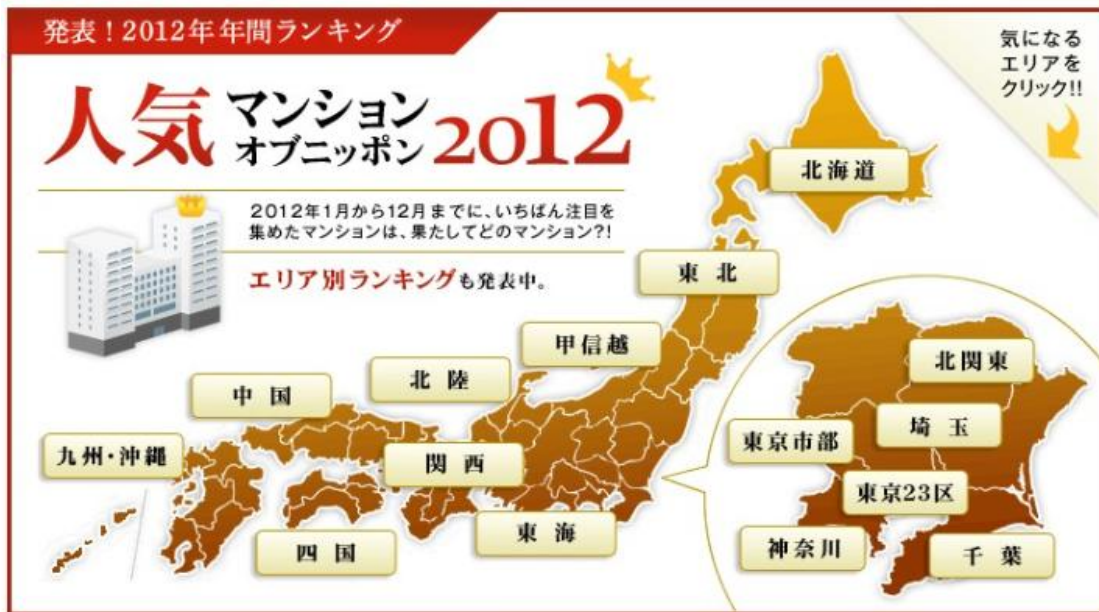 発表！2012年年間ランキング
気になる
エリアを
クリック!!
人気マンション
オブニッポン2012
2012年1月から12月までに、いちばん注目を
集めたマンションは、果たしてどのマンション?!
エリア別ランキングも発表中。
北海道
東北
甲信越
北陸
中国
九州・沖縄
関西
東海
四国
北関東
埼玉
東京市部
東京23区
神奈川
千葉